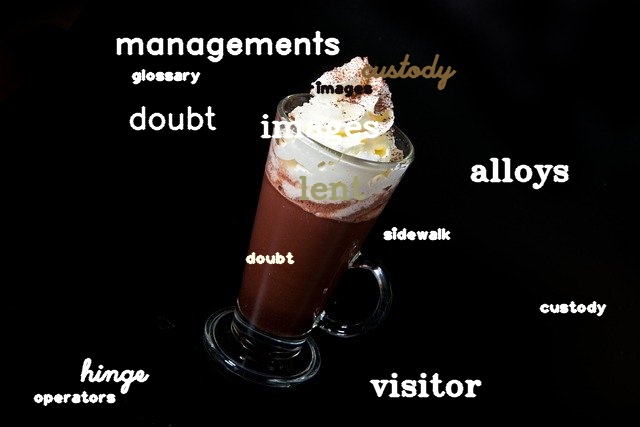 managements
custody
glossary
images
doubt
images
alloys
lent
sidewalk
doubt
custody
hinge
visitor
operators